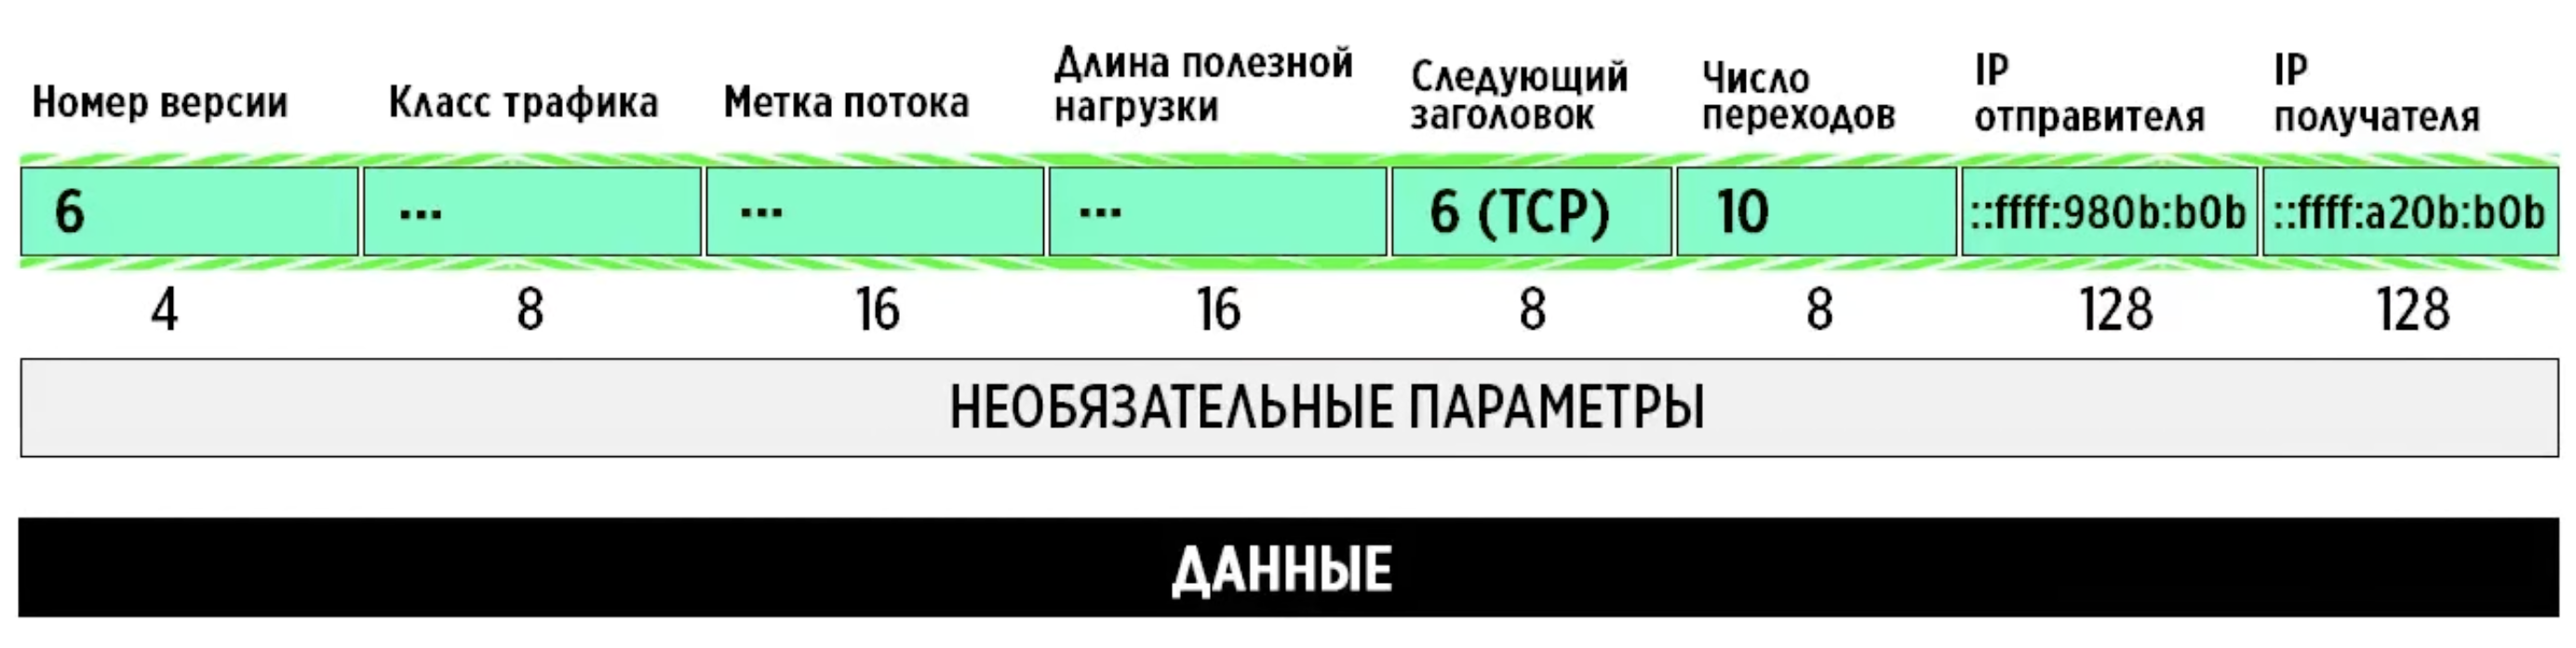 Номер версии
Класс трафика
Метка потока
Длина полезной
нагрузки
Следующий
заголовок
Число
переходов
IP
отправителя
IP
получателя
6
...
...
...
6 (TCP)
10
::ffff:980b:b0b
::ffff:a20b:b0b
4
8
16
16
8
8
128
128
НЕОБЯЗАТЕЛЬНЫЕ ПАРАМЕТРЫ
ДАННЫЕ